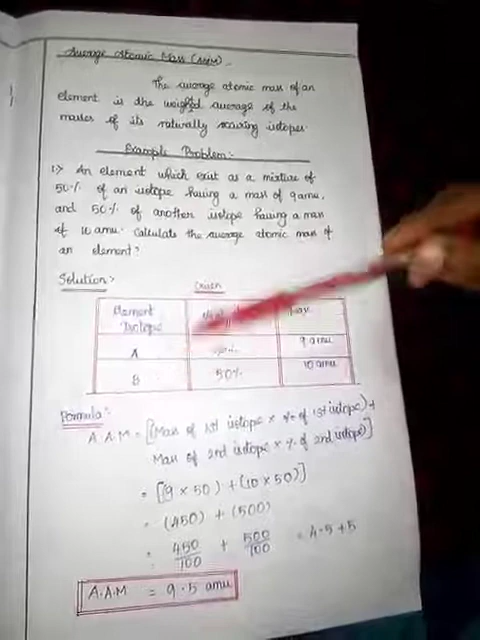 Average Atomic Mass (AAM) -
The average atomic mass of an
element is the weighted average of the
masses of its naturally occuring isotopes.
Example Problem:-
1) An element which exist as a mixture of
50% of an isotope having a mass of 9 amu,
and 50% of another isotope having a mass
of 10 amu. Calculate the average atomic mass of
an element?
Solution:-
Given
Element
Isotope
A 9 amu
B 50% 10 amu
Formula:-
A.A.M = [(Mass of 1st isotope x % of 1st isotope) +
Mass of 2nd isotope x % of 2nd isotope)]
= [(9 x 50) + (10 x 50)]
= (450) + (500)
= 450/100 + 500/100 = 4.5 + 5
A.A.M = 9.5 amu